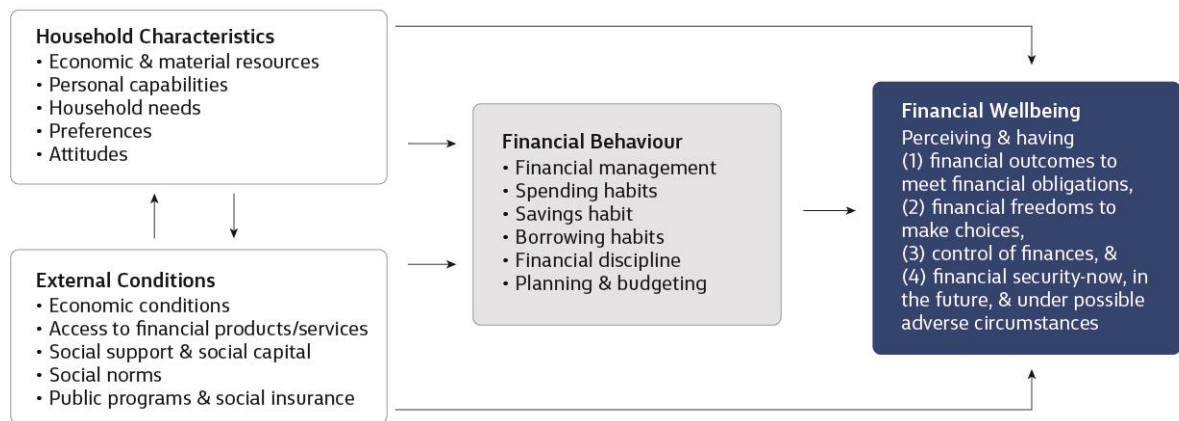 Household Characteristics
• Economic & material resources
• Personal capabilities
• Household needs
• Preferences
• Attitudes
External Conditions
• Economic conditions
• Access to financial products/services
• Social support & social capital
• Social norms
• Public programs & social insurance
Financial Behaviour
• Financial management
• Spending habits
• Savings habit
• Borrowing habits
• Financial discipline
• Planning & budgeting
Financial Wellbeing
Perceiving & having
(1) financial outcomes to
meet financial obligations,
(2) financial freedoms to
make choices,
(3) control of finances, &
(4) financial security-now, in
the future, & under possible
adverse circumstances